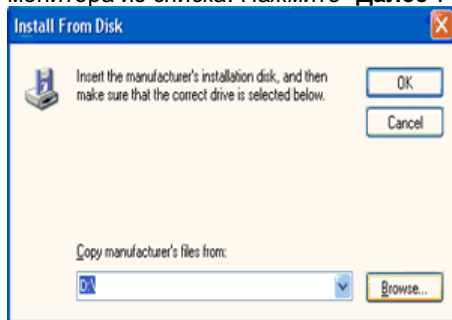 монитора из списка. Нажмите "Далее".
Install From Disk
Insert the manufacturer's installation disk, and then
make sure that the correct drive is selected below.
OK
Cancel
Copy manufacturer's files from:
D:\
Browse...